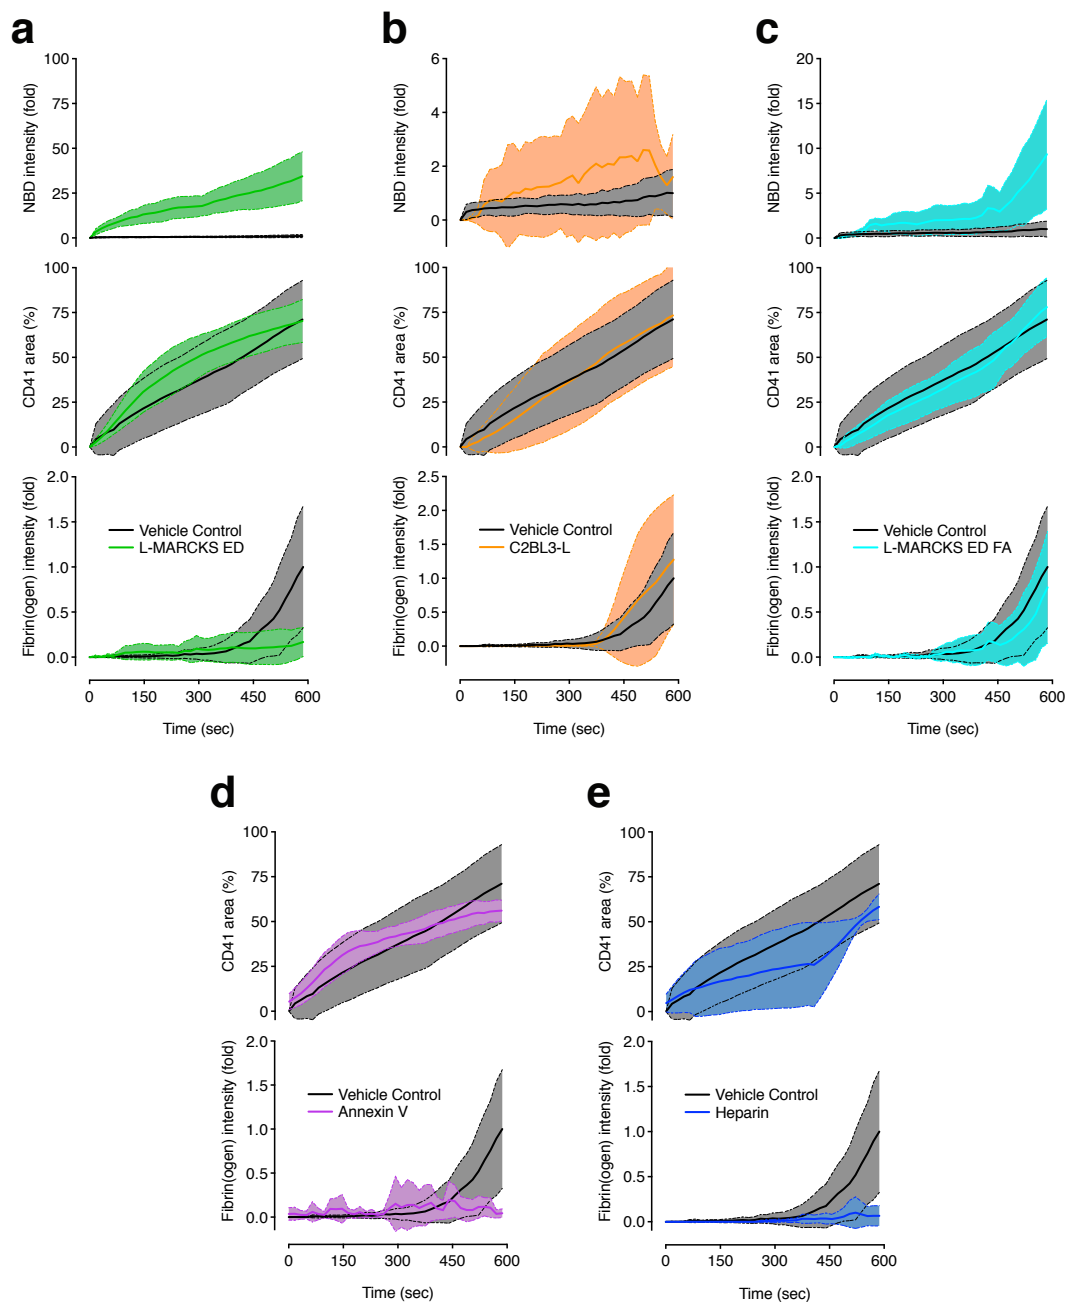 a
NBD intensity (fold)
100
75
50
25
0
CD41 area (%)
100
75
50
25
0
Fibrin(ogen) intensity (fold)
2.0
1.5
1.0
0.5
0.0
Vehicle Control
L-MARCKS ED
0 150 300 450 600
Time (sec)
b
NBD intensity (fold)
6
4
2
0
CD41 area (%)
100
75
50
25
0
Fibrin(ogen) intensity (fold)
2.5
2.0
1.5
1.0
0.5
0.0
Vehicle Control
C2BL3-L
0 150 300 450 600
Time (sec)
c
NBD intensity (fold)
20
15
10
5
0
CD41 area (%)
100
75
50
25
0
Fibrin(ogen) intensity (fold)
2.0
1.5
1.0
0.5
0.0
Vehicle Control
L-MARCKS ED FA
0 150 300 450 600
Time (sec)
d
CD41 area (%)
100
75
50
25
0
Fibrin(ogen) intensity (fold)
2.0
1.5
1.0
0.5
0.0
Vehicle Control
Annexin V
0 150 300 450 600
Time (sec)
e
CD41 area (%)
100
75
50
25
0
Fibrin(ogen) intensity (fold)
2.0
1.5
1.0
0.5
0.0
Vehicle Control
Heparin
0 150 300 450 600
Time (sec)